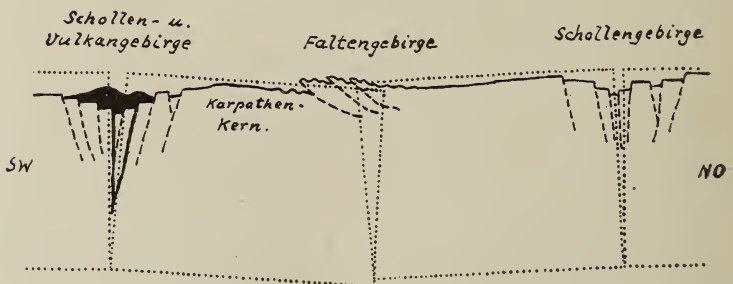 Schollen- u.
Vulkangebirge
Faltengebirge
Schollengebirge
Karpathen-
Kern.
SW
NO